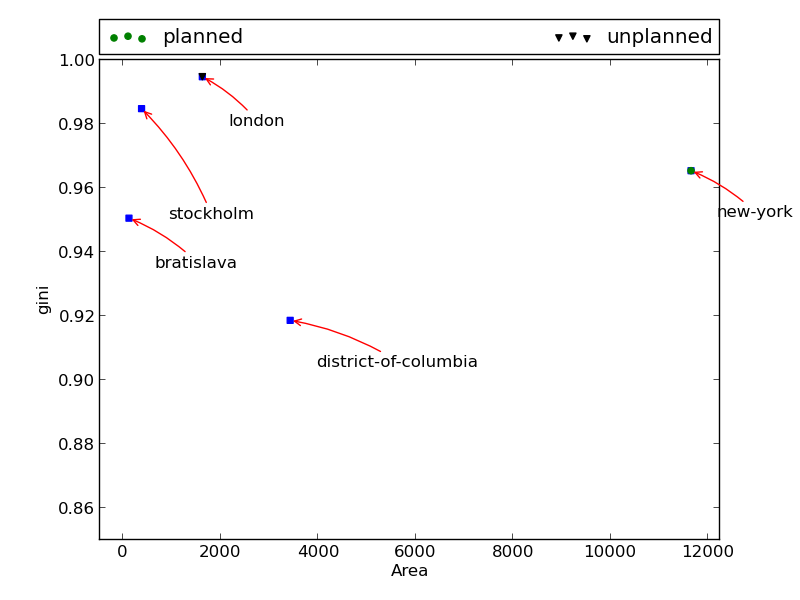 planned unplanned
1.00
london
0.98
0.96
stockholm
new-york
0.94
bratislava
gini
0.92
district-of-columbia
0.90
0.88
0.86
0 2000 4000 6000 8000 10000 12000
Area